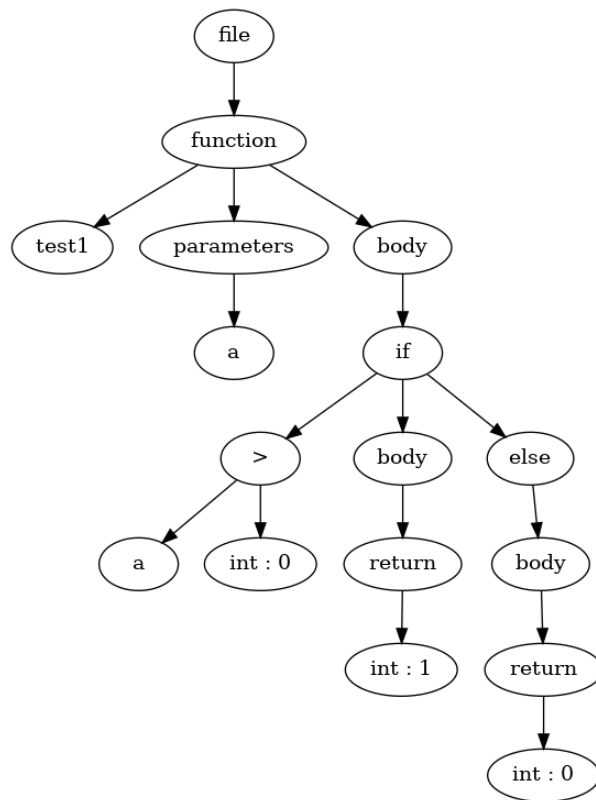 file
function
test1 parameters body
a if
> body else
a int : 0 return body
int : 1 return
int : 0